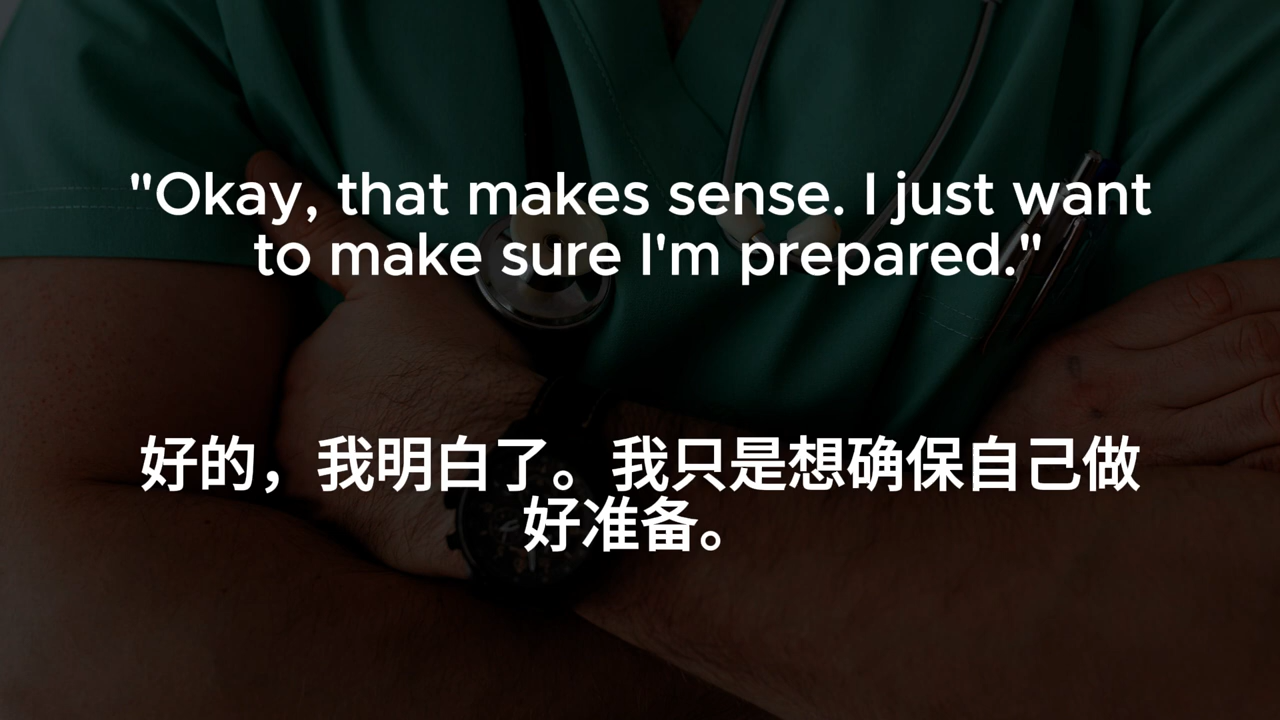 "Okay, that makes sense. I just want
to make sure I'm prepared."
好的，我明白了。我只是想确保自己做
好准备。